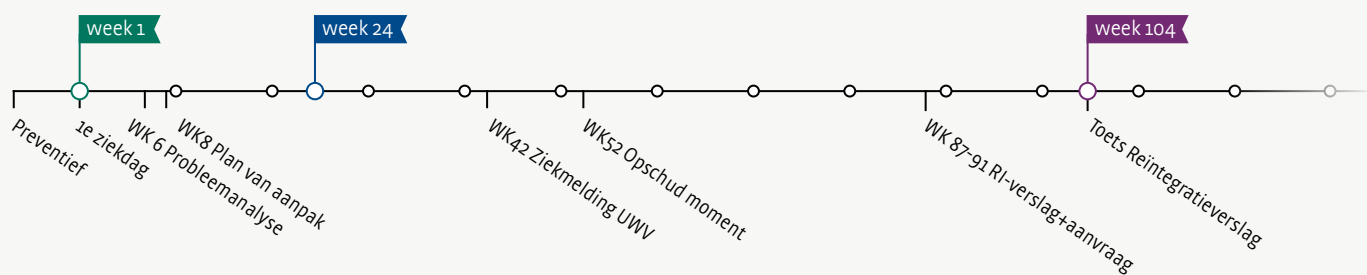 week 1
week 24
week 104
Preventief
1e ziekdag
WK 6 Probleemanalyse
WK8 Plan van aanpak
WK42 Ziekmelding UWV
WK52 Opschud moment
WK 87-91 RI-verslag+aanvraag
Toets Reïntegratieverslag